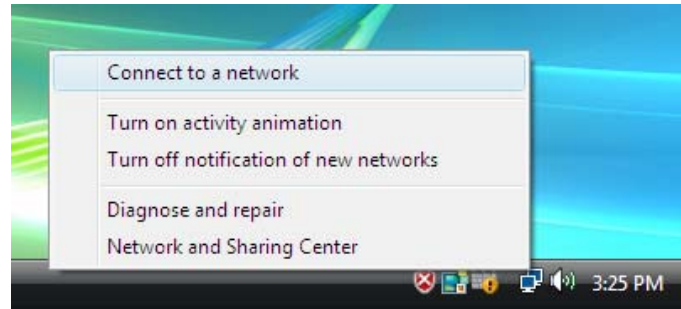 Connect to a network
Turn on activity animation
Turn off notification of new networks
Diagnose and repair
Network and Sharing Center
3:25 PM